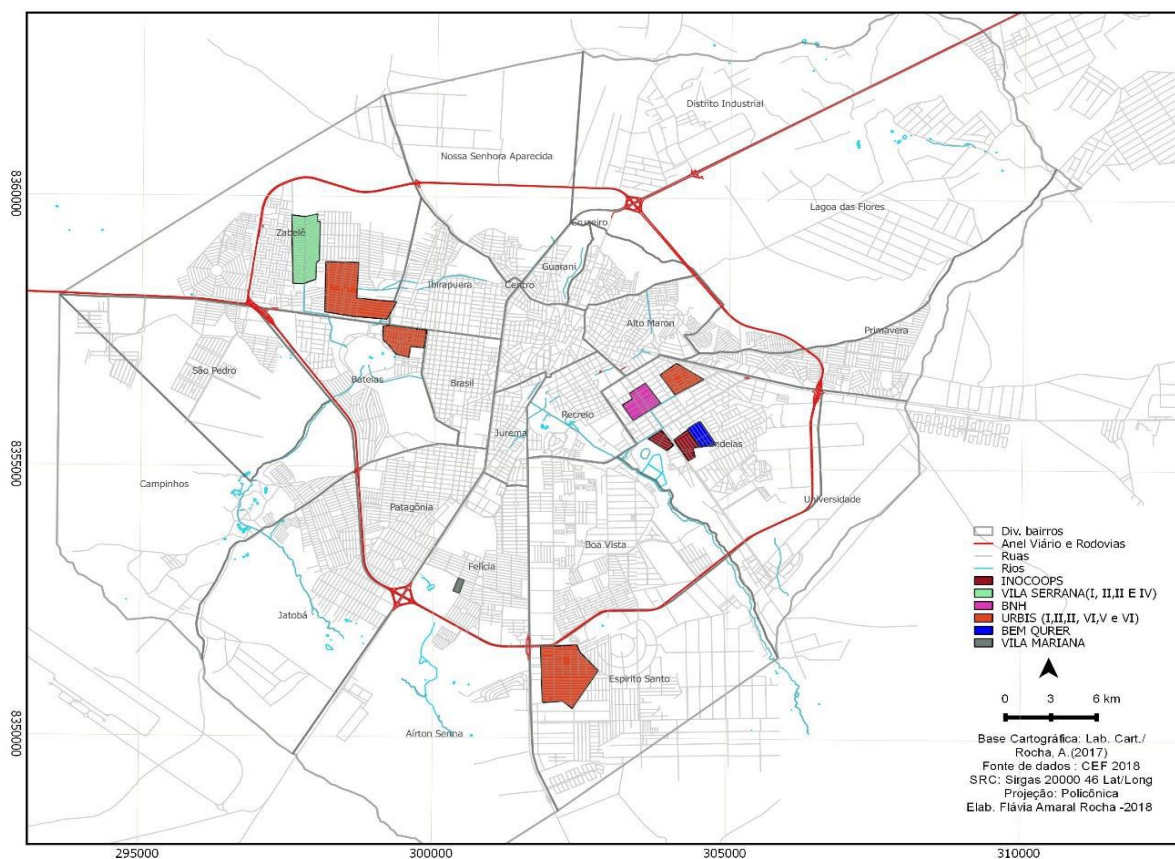 Distrito Industrial
Nossa Senhora Aparecida
8360000
Lagoa das Flores
Cruzeiro
Zabelê
Guarani
Ibirapuera
Centro
Alto Maron
Primavera
São Pedro
Bateias
Brasil
Recreio
Jurema
ndeias
8355000
Campinhos
Universidade
Patagônia
Boa Vista
Felícia
Jatobá
Espirito Santo
Aírton Senna
8350000
Div. bairros
Anel Viário e Rodovias
Ruas
Rios
INOCOOPS
VILA SERRANA(I, II,II E IV)
BNH
URBIS (I,II,II, VI,V e VI)
BEM QURER
VILA MARIANA
0 3 6 km
Base Cartográfica: Lab. Cart./
Rocha, A.(2017)
Fonte de dados : CEF 2018
SRC: Sirgas 20000 46 Lat/Long
Projeção: Policônica
Elab. Flávia Amaral Rocha -2018
295000 300000 305000 310000